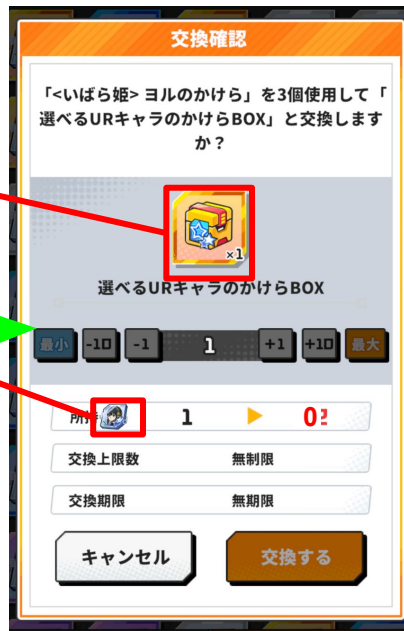 交換確認
「<いばら姫> ヨルのかけら」を3個使用して「
選べるURキャラのかけらBOX」と交換します
か？
×1
選べるURキャラのかけらBOX
最小 -10 -1 1 +1 +10 最大
1 0
交換上限数 無制限
交換期限 無期限
キャンセル 交換する